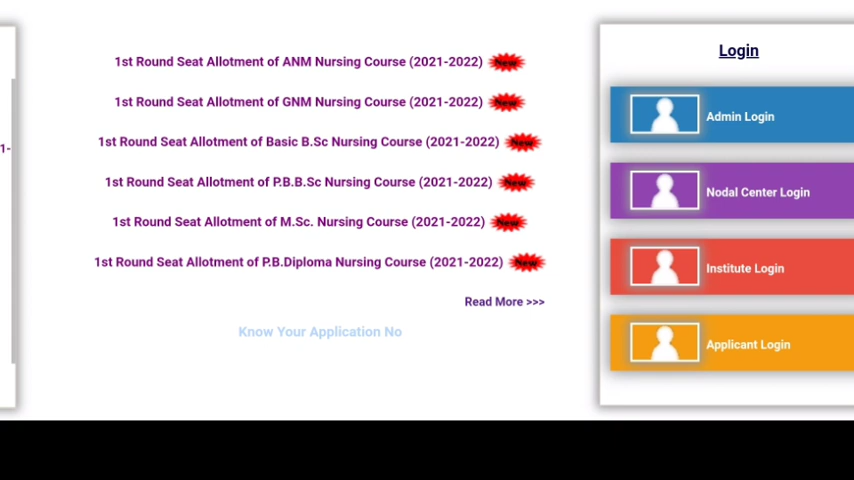 1-
1st Round Seat Allotment of ANM Nursing Course (2021-2022) New
1st Round Seat Allotment of GNM Nursing Course (2021-2022) New
1st Round Seat Allotment of Basic B.Sc Nursing Course (2021-2022) New
1st Round Seat Allotment of P.B.B.Sc Nursing Course (2021-2022) New
1st Round Seat Allotment of M.Sc. Nursing Course (2021-2022) New
1st Round Seat Allotment of P.B.Diploma Nursing Course (2021-2022) New
Read More >>>
Know Your Application No
Login
Admin Login
Nodal Center Login
Institute Login
Applicant Login